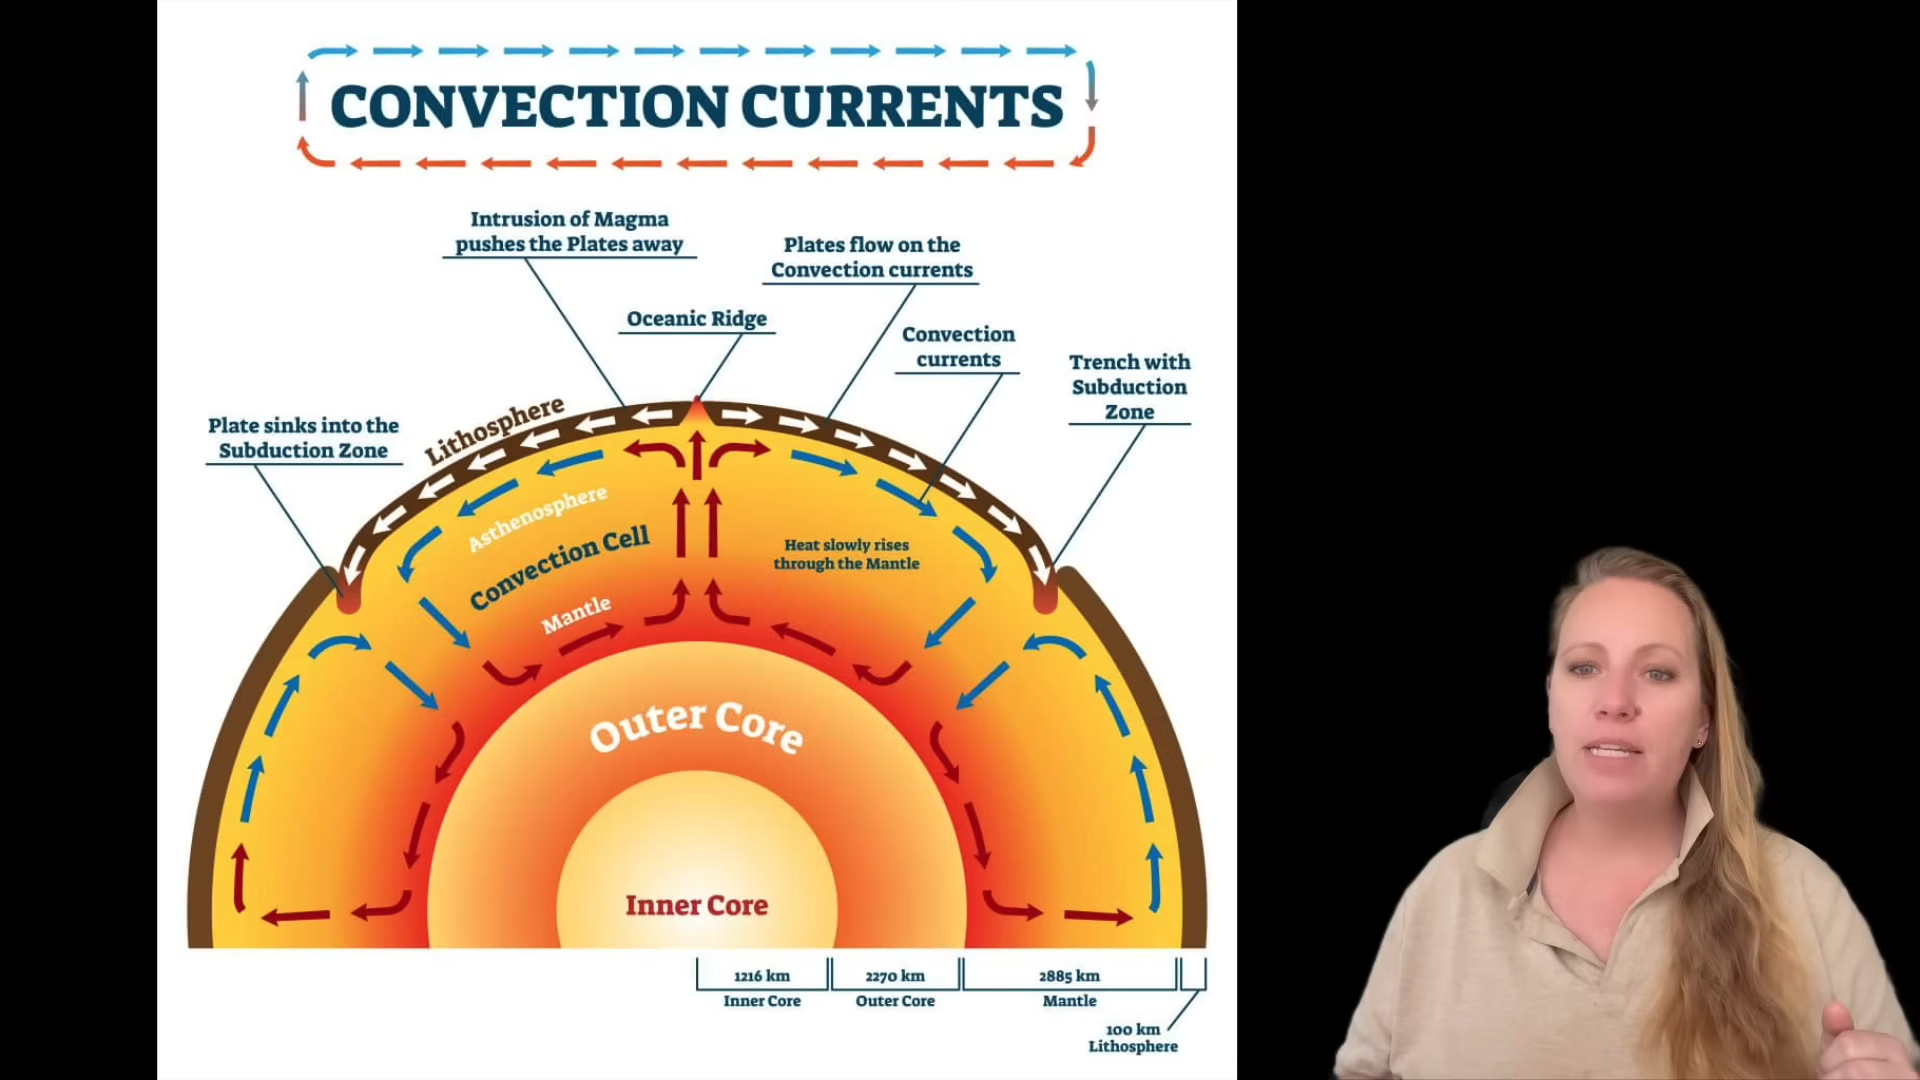 CONVECTION CURRENTS
Intrusion of Magma
pushes the Plates away
Plates flow on the
Convection currents
Oceanic Ridge
Convection
currents
Trench with
Subduction
Zone
Plate sinks into the
Subduction Zone
Lithosphere
Asthenosphere
Convection Cell
Mantle
Heat slowly rises
through the Mantle
Outer Core
Inner Core
1216 km
Inner Core
2270 km
Outer Core
2885 km
Mantle
100 km
Lithosphere